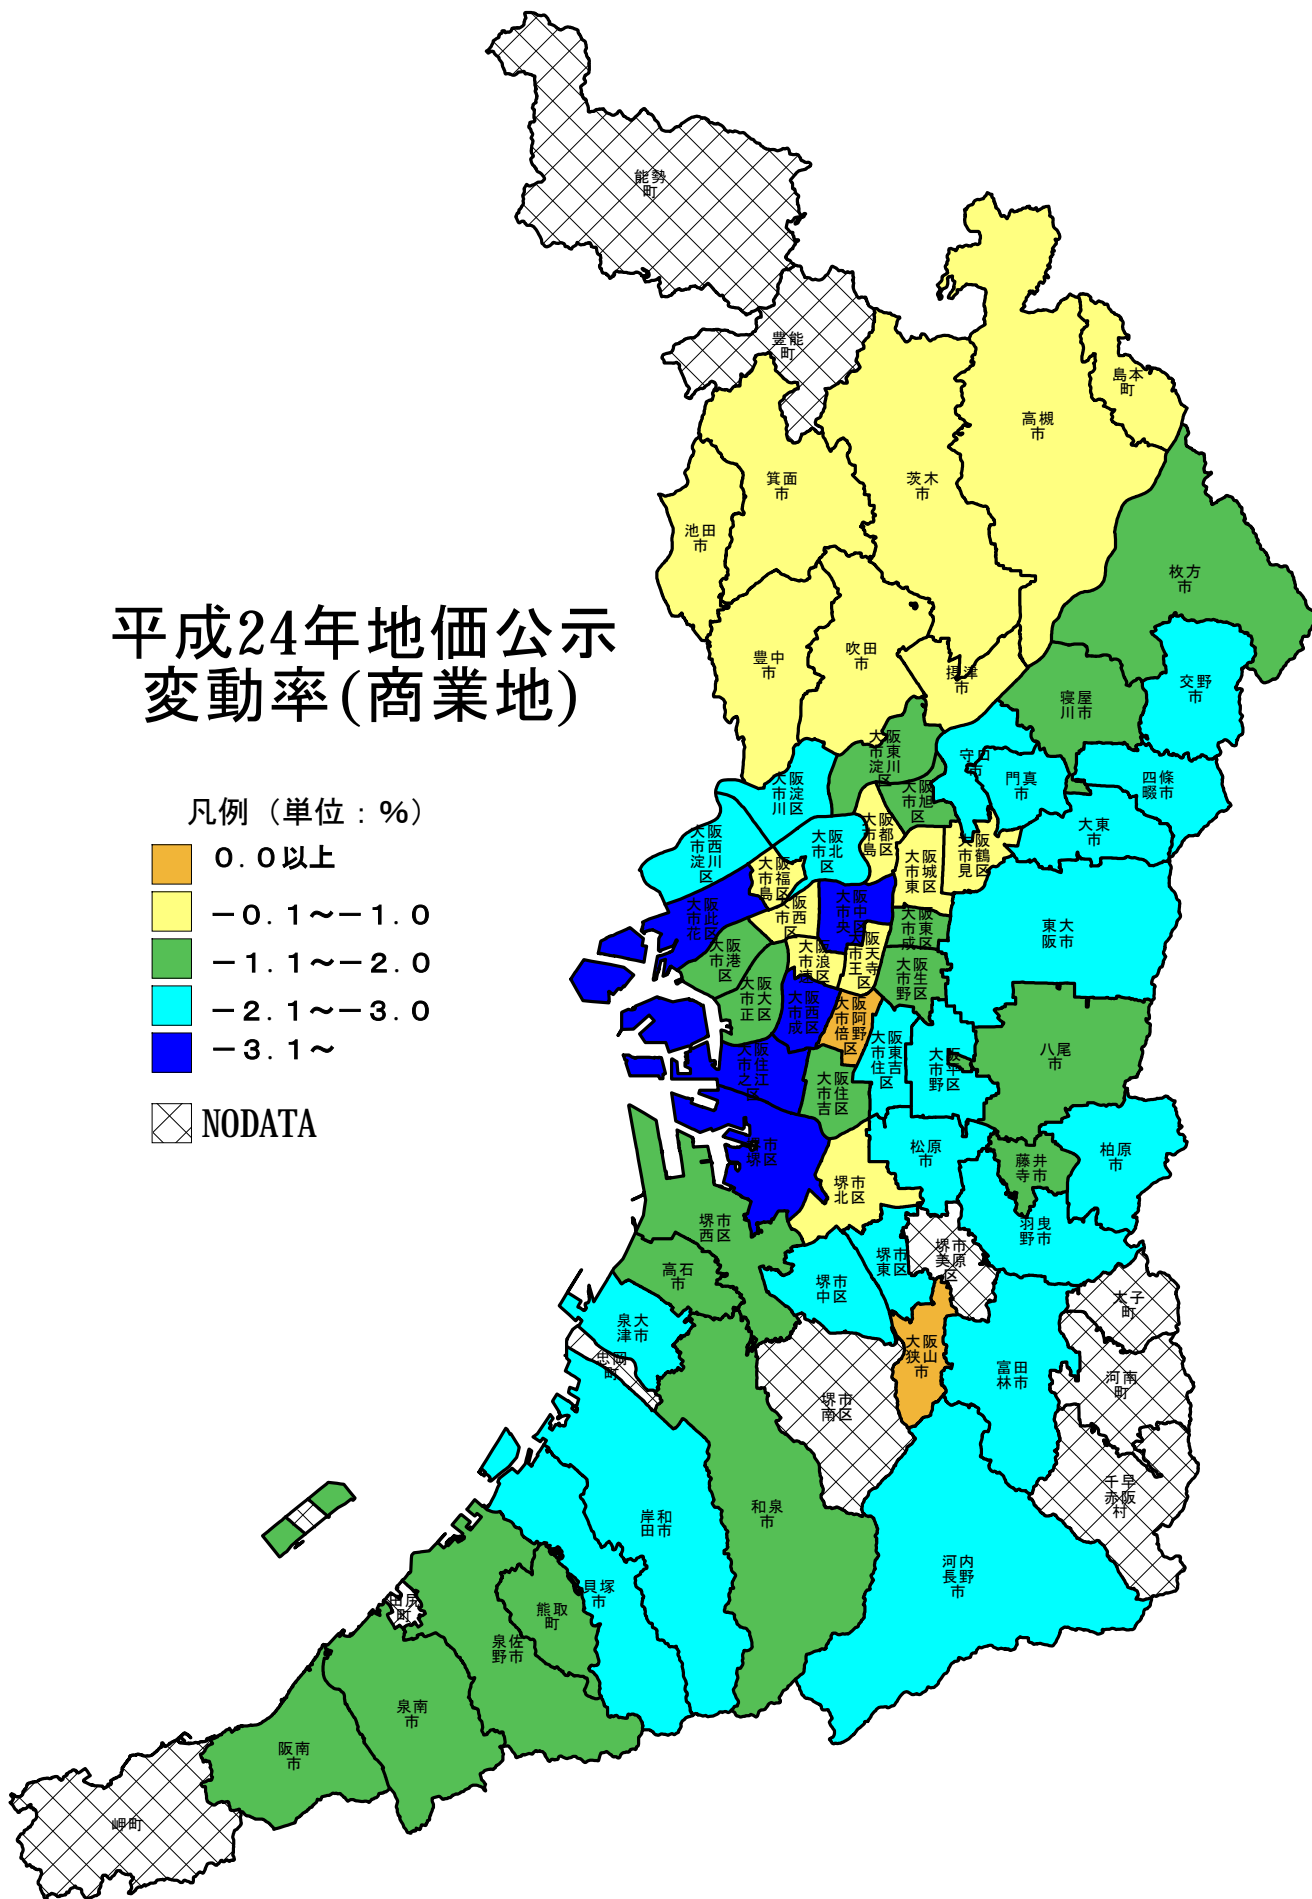 能勢
町
豊能
町
島本
町
高槻
市
箕面
市
茨木
市
池田
市
枚方
市
平成24年地価公示
変動率(商業地)
豊中
市
吹田
市
摂津
市
寝屋
川市
交野
市
大阪
市東
淀川
区
守口
市
門真
市
四條
畷市
大阪
市淀
川区
大阪
市旭
区
大東
市
凡例（単位：%）
0.0以上
-0.1～-1.0
-1.1～-2.0
-2.1～-3.0
-3.1～
NODATA
大阪
市西
淀川
区
大阪
市北
区
大阪
市都
島区
大阪
市城
東区
大阪
市鶴
見区
大阪
市福
島区
大阪
市此
花区
大阪
市西
区
大阪
市中
央区
大阪
市東
成区
東大
阪市
大阪
市港
区
大阪
市浪
速区
大阪
市天
王寺
区
大阪
市生
野区
大阪
市大
正区
大阪
市西
成区
大阪
市阿
倍野
区
大阪
市住
之江
区
大阪
市住
吉区
大阪
市東
住吉
区
大阪
市平
野区
八尾
市
堺市
堺区
松原
市
藤井
寺市
柏原
市
堺市
北区
堺市
西区
羽曳
野市
高石
市
堺市
中区
堺市
東区
堺市
美原
区
太子
町
泉大
津市
忠岡
町
大阪
狭山
市
富田
林市
河南
町
堺市
南区
千早
赤阪
村
岸和
田市
和泉
市
河内
長野
市
貝塚
市
熊取
町
田尻
町
泉佐
野市
泉南
市
阪南
市
岬町